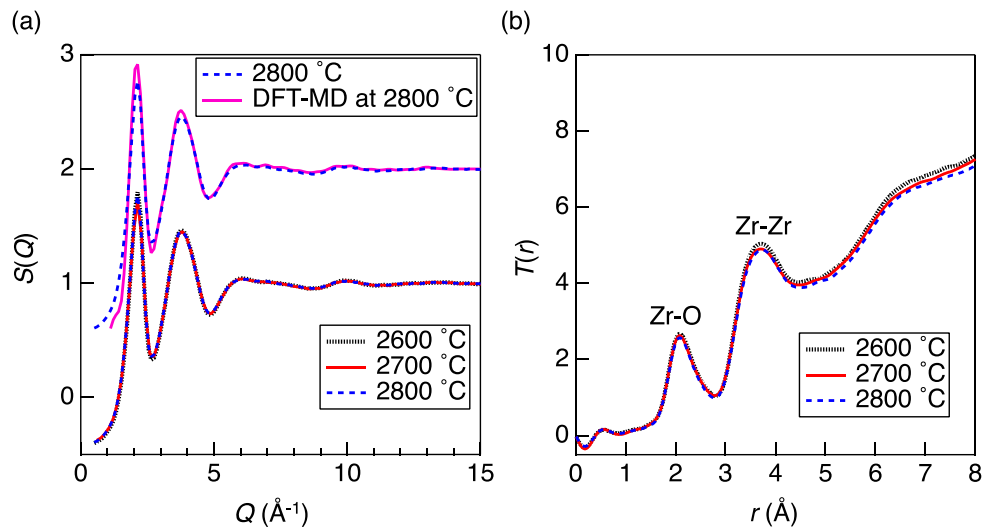 (a)
3
2
1
0
S(Q)
2800 °C
DFT-MD at 2800 °C
2600 °C
2700 °C
2800 °C
0
5
10
15
Q (Å-1)
(b)
10
8
6
4
2
0
T(r)
Zr-Zr
Zr-O
2600 °C
2700 °C
2800 °C
0
1
2
3
4
5
6
7
8
r (Å)